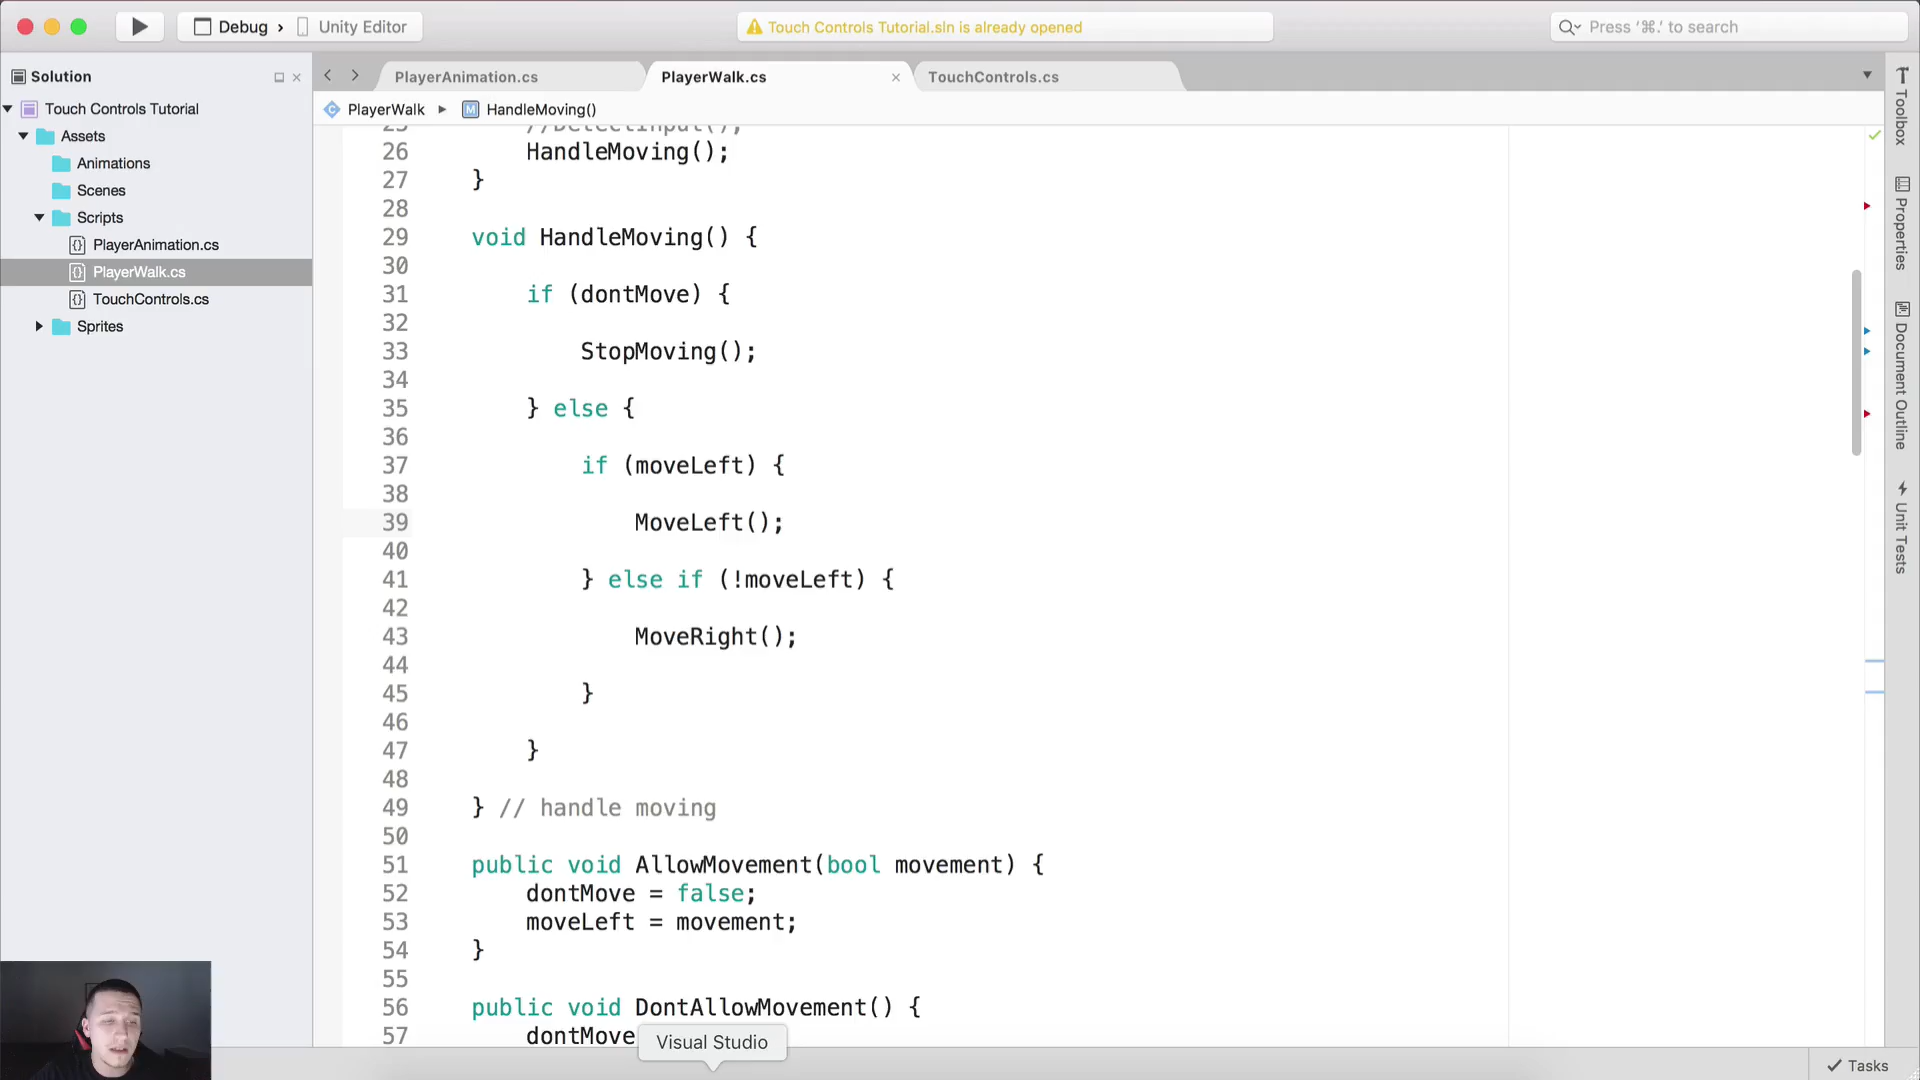 Debug › Unity Editor
Touch Controls Tutorial.sln is already opened
Press ‘⌘.’ to search
Solution
PlayerAnimation.cs
PlayerWalk.cs
TouchControls.cs
PlayerWalk
HandleMoving()
Touch Controls Tutorial
Assets
Animations
Scenes
Scripts
PlayerAnimation.cs
PlayerWalk.cs
TouchControls.cs
Sprites
25 //DetectInput();
26 HandleMoving();
27 }
28
29 void HandleMoving() {
30
31 if (dontMove) {
32
33 StopMoving();
34
35 } else {
36
37 if (moveLeft) {
38
39 MoveLeft();
40
41 } else if (!moveLeft) {
42
43 MoveRight();
44
45 }
46
47 }
48
49 } // handle moving
50
51 public void AllowMovement(bool movement) {
52 dontMove = false;
53 moveLeft = movement;
54 }
55
56 public void DontAllowMovement() {
57 dontMove
Visual Studio
Toolbox
Properties
Document Outline
Unit Tests
Tasks